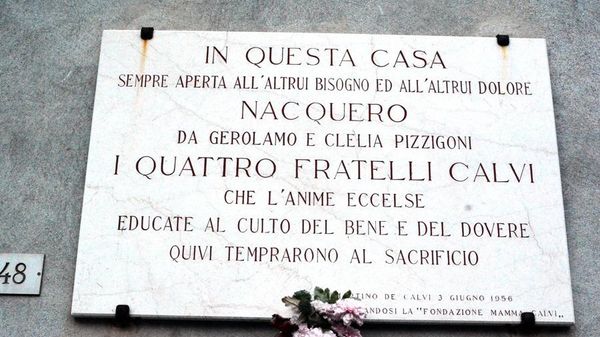 IN QUESTA CASA
SEMPRE APERTA ALL'ALTRUI BISOGNO ED ALL'ALTRUI DOLORE
NACQUERO
DA GEROLAMO E CLELIA PIZZIGONI
I QUATTRO FRATELLI CALVI
CHE L'ANIME ECCELSE
EDUCATE AL CULTO DEL BENE E DEL DOVERE
QUIVI TEMPRARONO AL SACRIFICIO
48
DE CALVI 3 GIUGNO 1956
LA "FONDAZIONE MAMMA CALVI"